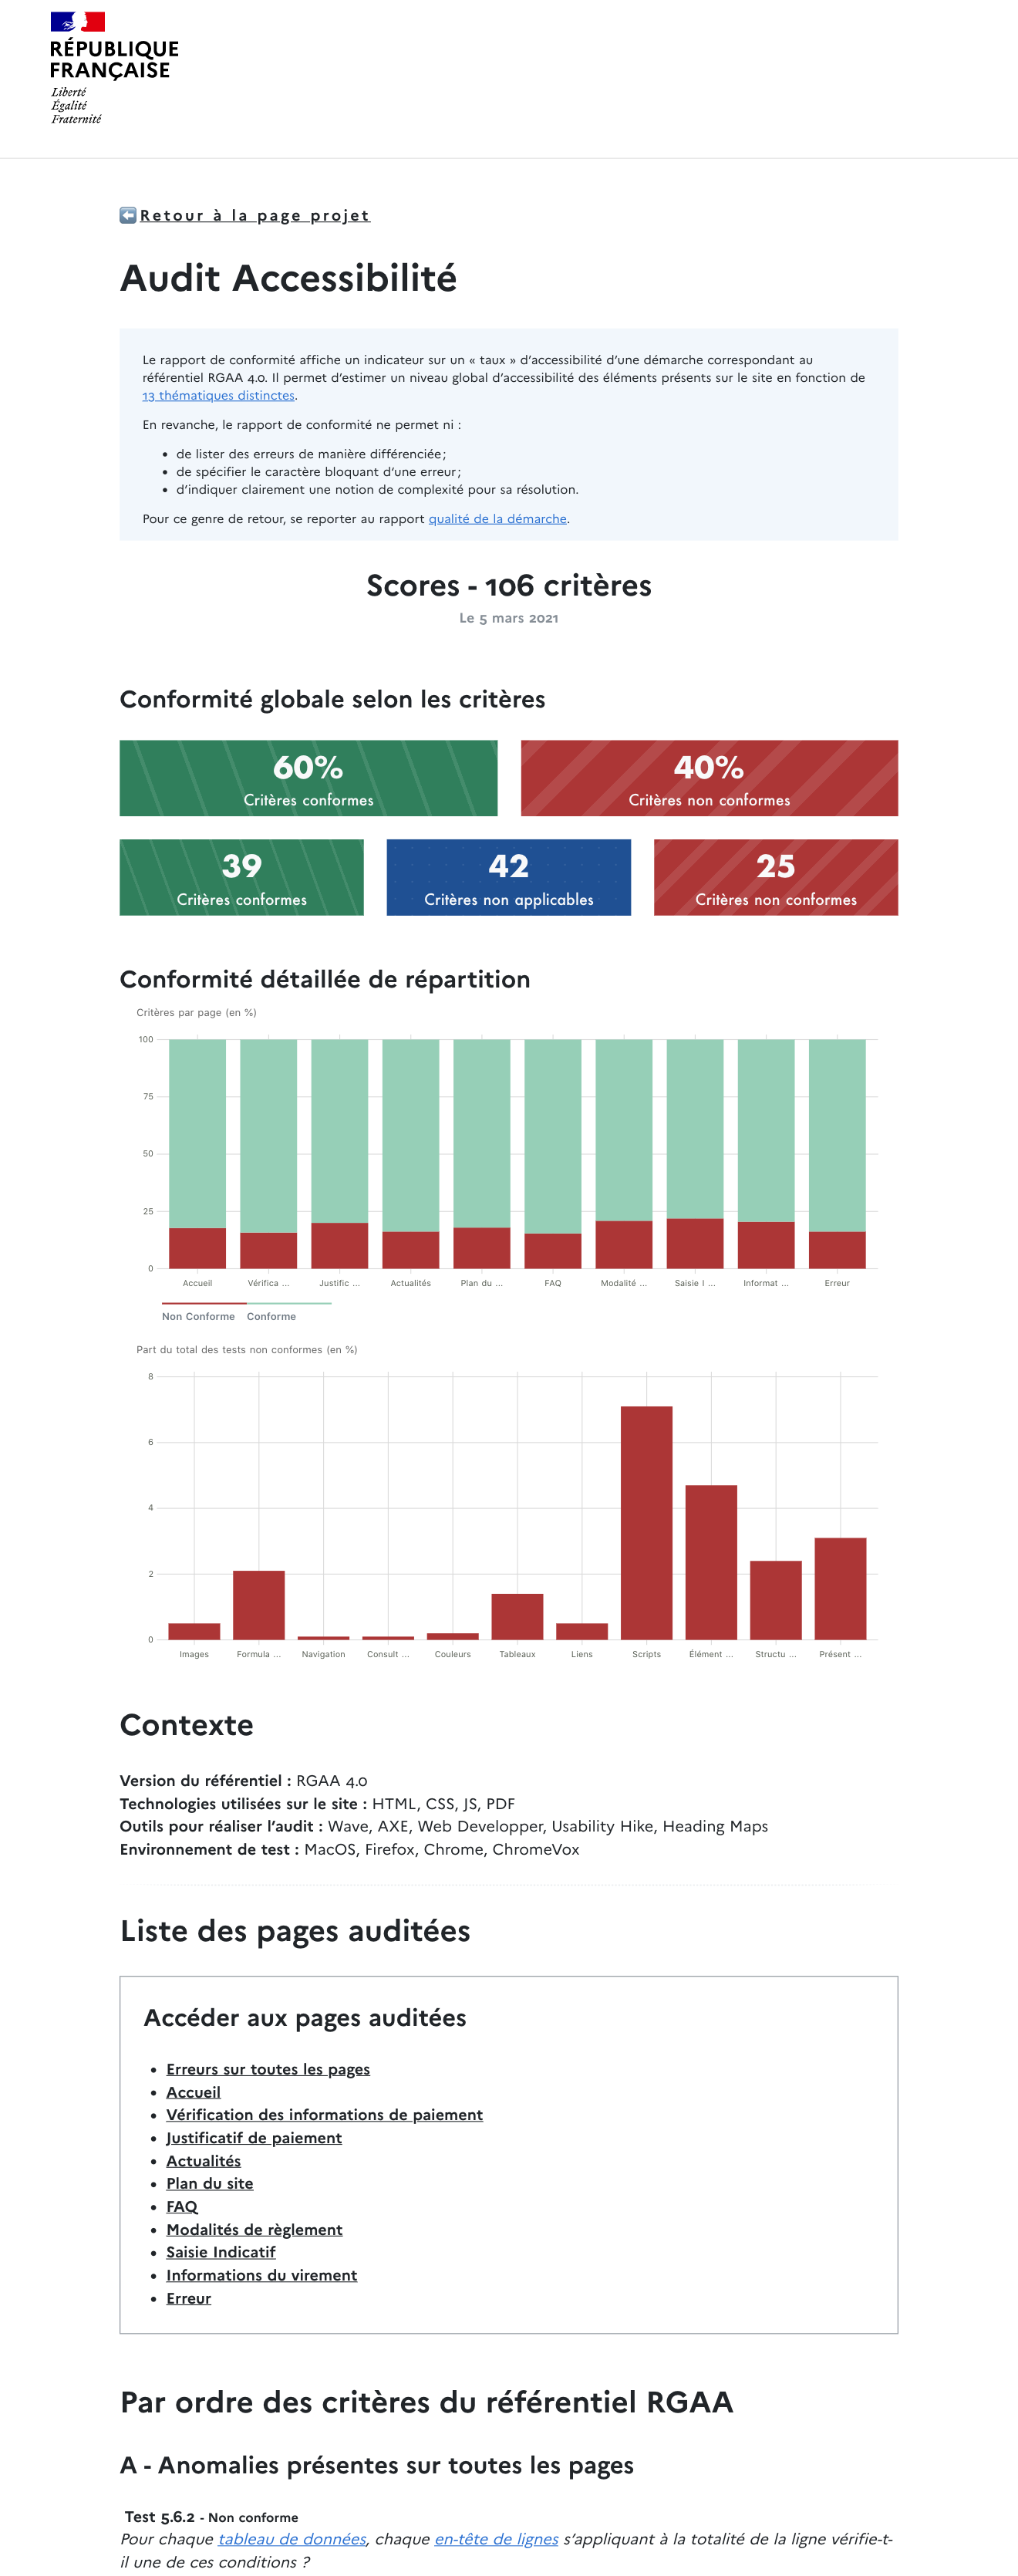 RÉPUBLIQUE
FRANÇAISE
Liberté
Égalité
Fraternité
Retour à la page projet
Audit Accessibilité
Le rapport de conformité affiche un indicateur sur un « taux » d’accessibilité d’une démarche correspondant au
référentiel RGAA 4.0. Il permet d’estimer un niveau global d’accessibilité des éléments présents sur le site en fonction de
13 thématiques distinctes.
En revanche, le rapport de conformité ne permet ni :
• de lister des erreurs de manière différenciée ;
• de spécifier le caractère bloquant d’une erreur ;
• d’indiquer clairement une notion de complexité pour sa résolution.
Pour ce genre de retour, se reporter au rapport qualité de la démarche.
Scores - 106 critères
Le 5 mars 2021
Conformité globale selon les critères
60%
Critères conformes
40%
Critères non conformes
39
Critères conformes
42
Critères non applicables
25
Critères non conformes
Conformité détaillée de répartition
Critères par page (en %)
100
75
50
25
0
Accueil Vérifica ... Justific ... Actualités Plan du ... FAQ Modalité ... Saisie I ... Informat ... Erreur
Non Conforme Conforme
Part du total des tests non conformes (en %)
8
6
4
2
0
Images Formula ... Navigation Consult ... Couleurs Tableaux Liens Scripts Élément ... Structu ... Présent ...
Contexte
Version du référentiel : RGAA 4.0
Technologies utilisées sur le site : HTML, CSS, JS, PDF
Outils pour réaliser l’audit : Wave, AXE, Web Developper, Usability Hike, Heading Maps
Environnement de test : MacOS, Firefox, Chrome, ChromeVox
Liste des pages auditées
Accéder aux pages auditées
• Erreurs sur toutes les pages
• Accueil
• Vérification des informations de paiement
• Justificatif de paiement
• Actualités
• Plan du site
• FAQ
• Modalités de règlement
• Saisie Indicatif
• Informations du virement
• Erreur
Par ordre des critères du référentiel RGAA
A - Anomalies présentes sur toutes les pages
Test 5.6.2 - Non conforme
Pour chaque tableau de données, chaque en-tête de lignes s’appliquant à la totalité de la ligne vérifie-t-
il une de ces conditions ?